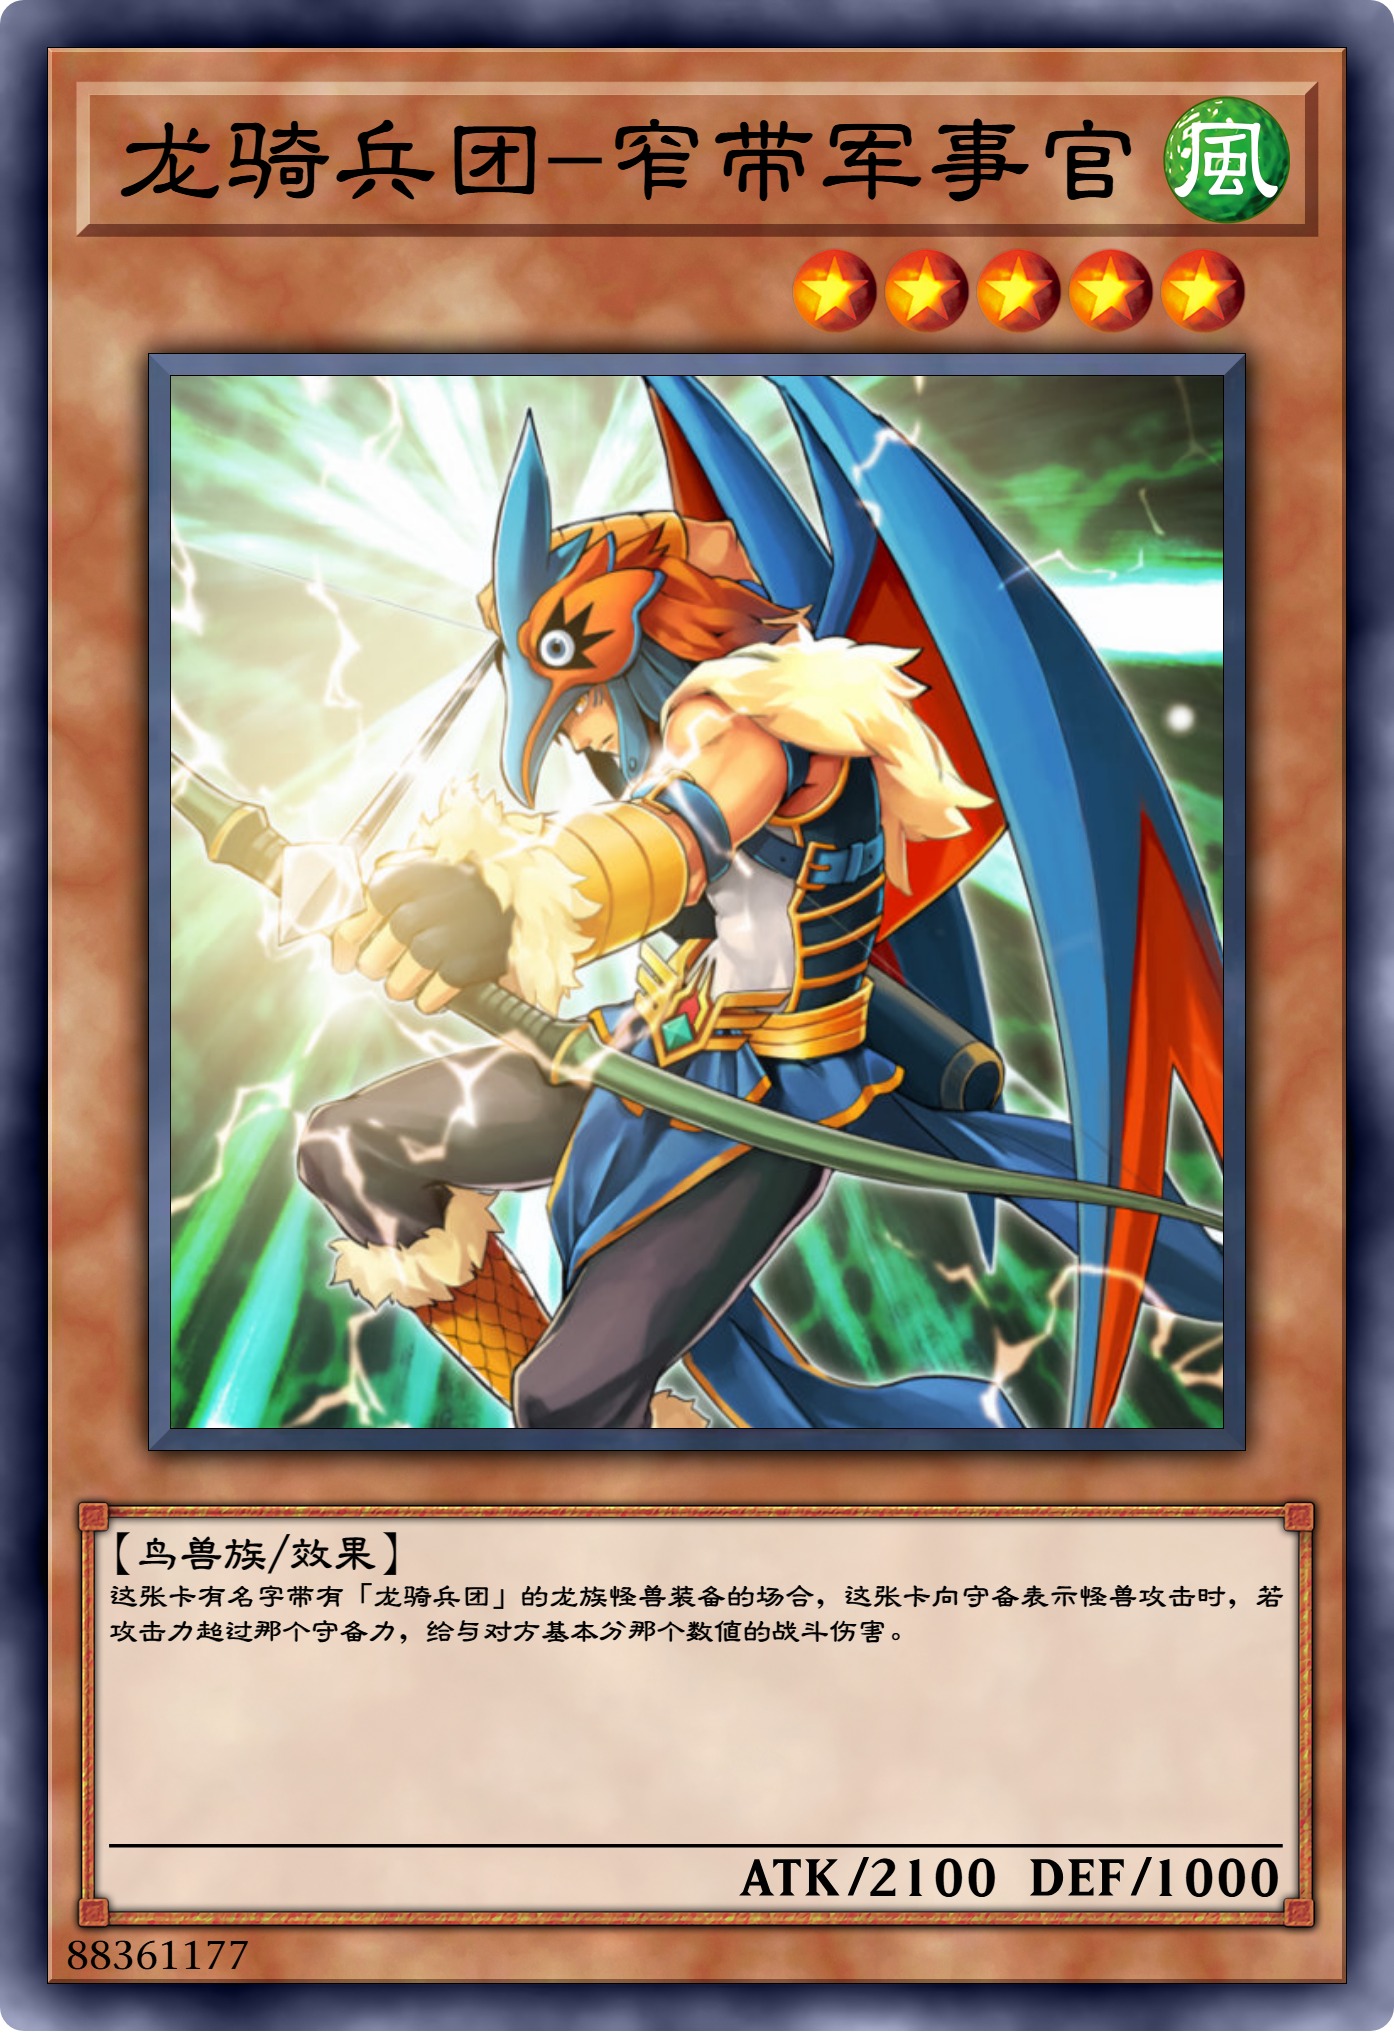 龙骑兵团-窄带军事官 風
【鸟兽族/效果】
这张卡有名字带有「龙骑兵团」的龙族怪兽装备的场合，这张卡向守备表示怪兽攻击时，若
攻击力超过那个守备力，给与对方基本分那个数値的战斗伤害。
ATK/2100 DEF/1000
88361177